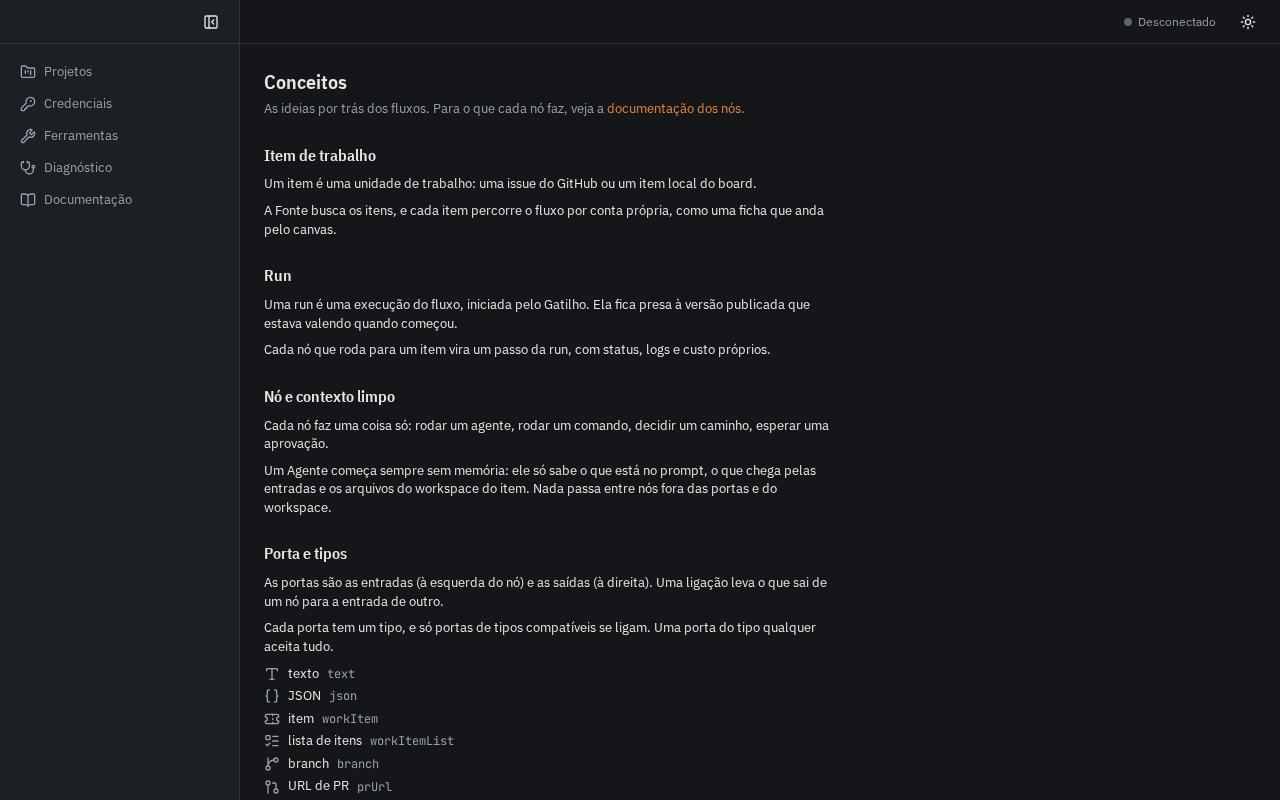 Desconectado
Projetos
Credenciais
Ferramentas
Diagnóstico
Documentação
Conceitos
As ideias por trás dos fluxos. Para o que cada nó faz, veja a documentação dos nós.
Item de trabalho
Um item é uma unidade de trabalho: uma issue do GitHub ou um item local do board.
A Fonte busca os itens, e cada item percorre o fluxo por conta própria, como uma ficha que anda
pelo canvas.
Run
Uma run é uma execução do fluxo, iniciada pelo Gatilho. Ela fica presa à versão publicada que
estava valendo quando começou.
Cada nó que roda para um item vira um passo da run, com status, logs e custo próprios.
Nó e contexto limpo
Cada nó faz uma coisa só: rodar um agente, rodar um comando, decidir um caminho, esperar uma
aprovação.
Um Agente começa sempre sem memória: ele só sabe o que está no prompt, o que chega pelas
entradas e os arquivos do workspace do item. Nada passa entre nós fora das portas e do
workspace.
Porta e tipos
As portas são as entradas (à esquerda do nó) e as saídas (à direita). Uma ligação leva o que sai de
um nó para a entrada de outro.
Cada porta tem um tipo, e só portas de tipos compatíveis se ligam. Uma porta do tipo qualquer
aceita tudo.
texto text
JSON json
item workItem
lista de itens workItemList
branch branch
URL de PR prUrl